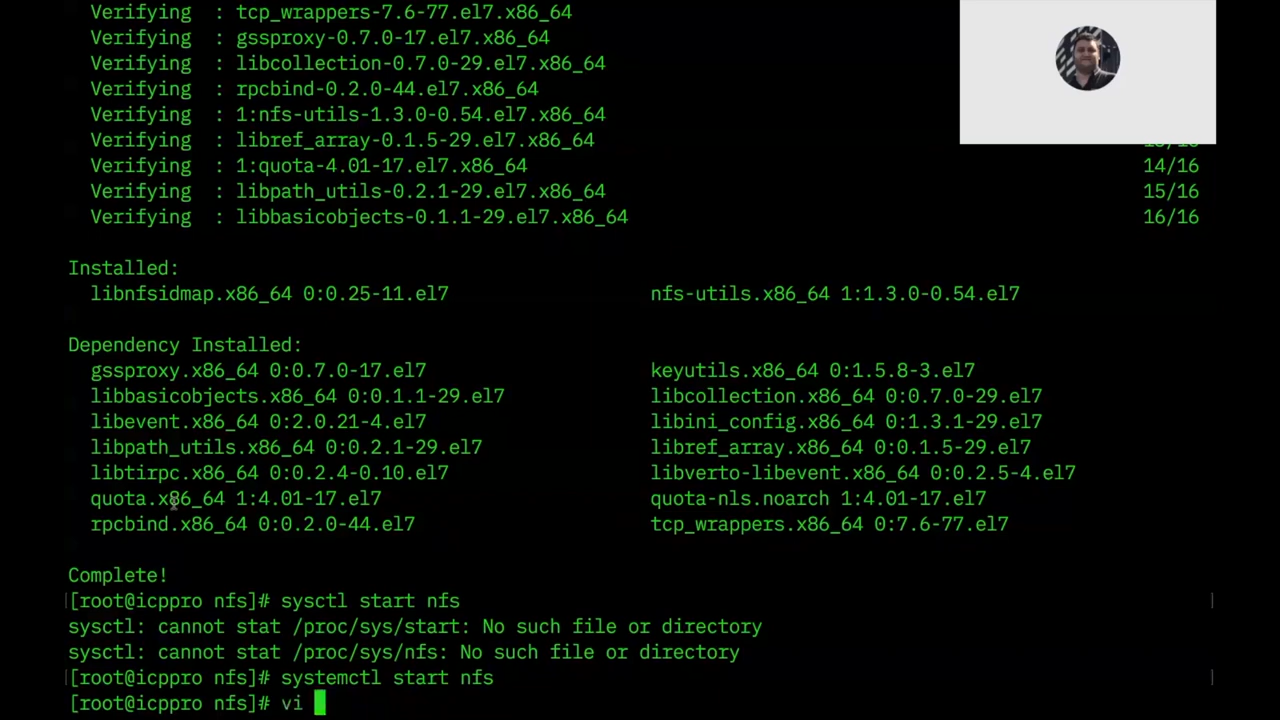 Verifying  : tcp_wrappers-7.6-77.el7.x86_64
Verifying  : gssproxy-0.7.0-17.el7.x86_64
Verifying  : libcollection-0.7.0-29.el7.x86_64
Verifying  : rpcbind-0.2.0-44.el7.x86_64
Verifying  : 1:nfs-utils-1.3.0-0.54.el7.x86_64
Verifying  : libref_array-0.1.5-29.el7.x86_64
Verifying  : 1:quota-4.01-17.el7.x86_64 14/16
Verifying  : libpath_utils-0.2.1-29.el7.x86_64 15/16
Verifying  : libbasicobjects-0.1.1-29.el7.x86_64 16/16
Installed:
libnfsidmap.x86_64 0:0.25-11.el7 nfs-utils.x86_64 1:1.3.0-0.54.el7
Dependency Installed:
gssproxy.x86_64 0:0.7.0-17.el7 keyutils.x86_64 0:1.5.8-3.el7
libbasicobjects.x86_64 0:0.1.1-29.el7 libcollection.x86_64 0:0.7.0-29.el7
libevent.x86_64 0:2.0.21-4.el7 libini_config.x86_64 0:1.3.1-29.el7
libpath_utils.x86_64 0:0.2.1-29.el7 libref_array.x86_64 0:0.1.5-29.el7
libtirpc.x86_64 0:0.2.4-0.10.el7 libverto-libevent.x86_64 0:0.2.5-4.el7
quota.x86_64 1:4.01-17.el7 quota-nls.noarch 1:4.01-17.el7
rpcbind.x86_64 0:0.2.0-44.el7 tcp_wrappers.x86_64 0:7.6-77.el7
Complete!
[root@icppro nfs]# sysctl start nfs
sysctl: cannot stat /proc/sys/start: No such file or directory
sysctl: cannot stat /proc/sys/nfs: No such file or directory
[root@icppro nfs]# systemctl start nfs
[root@icppro nfs]# vi